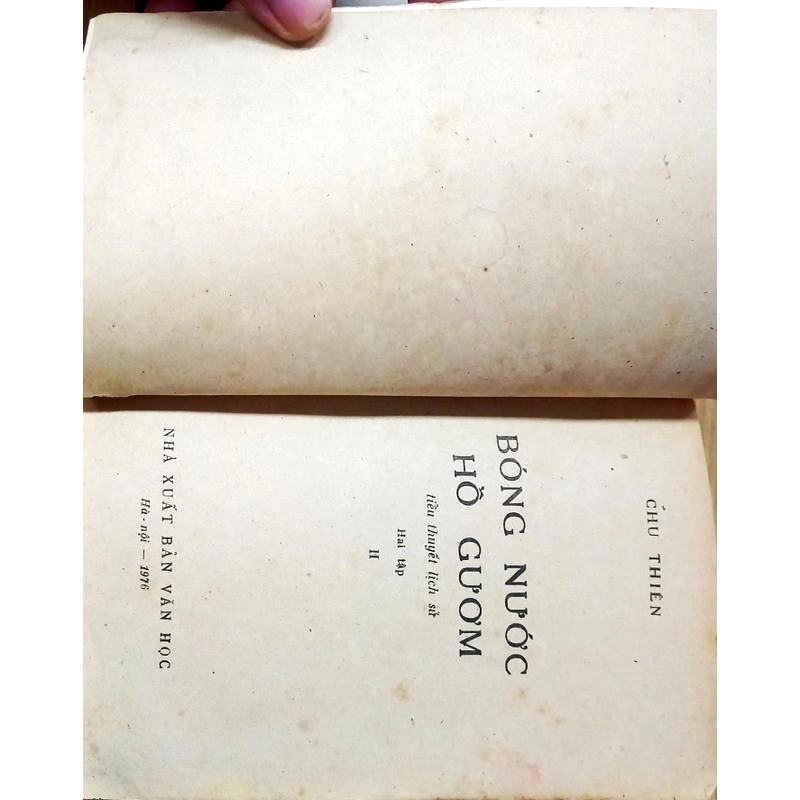 CHU THIÊN
BÓNG NƯỚC
HỒ GƯƠM
tiểu thuyết lịch sử
Hai tập
II
NHÀ XUẤT BẢN VĂN HỌC
Hà-nội — 1976